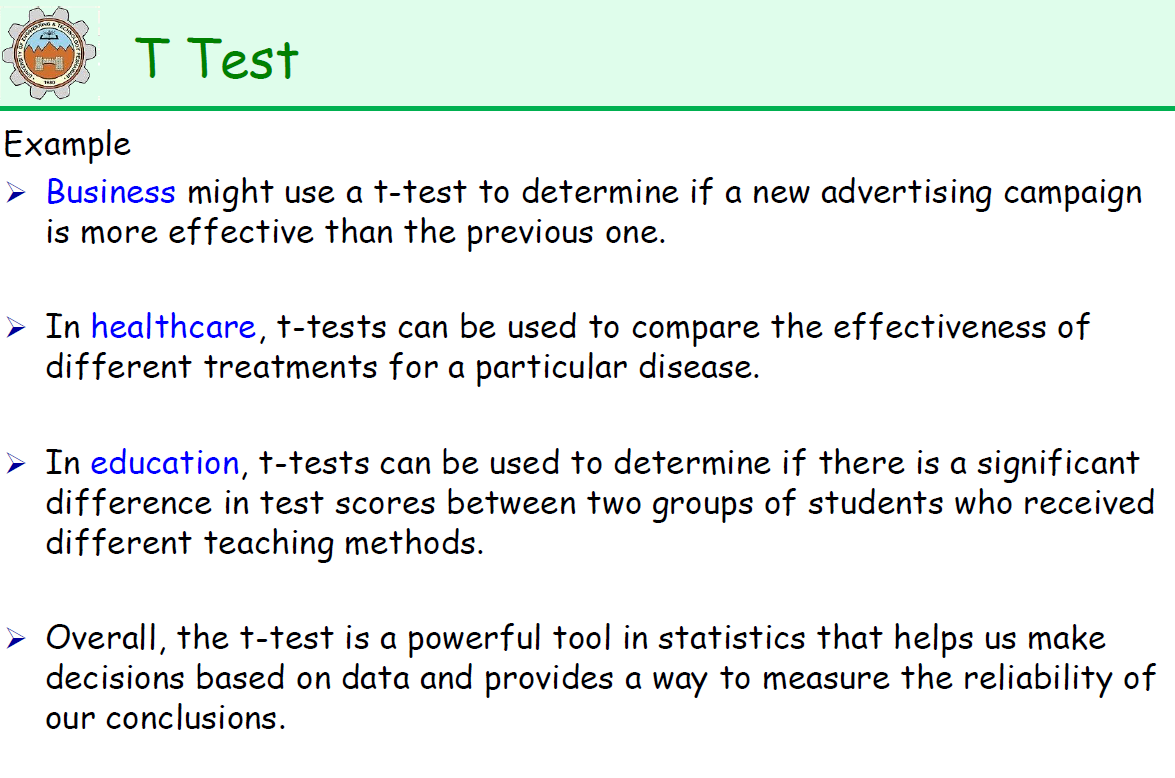 T Test
Example
➢ Business might use a t-test to determine if a new advertising campaign
is more effective than the previous one.
➢ In healthcare, t-tests can be used to compare the effectiveness of
different treatments for a particular disease.
➢ In education, t-tests can be used to determine if there is a significant
difference in test scores between two groups of students who received
different teaching methods.
➢ Overall, the t-test is a powerful tool in statistics that helps us make
decisions based on data and provides a way to measure the reliability of
our conclusions.